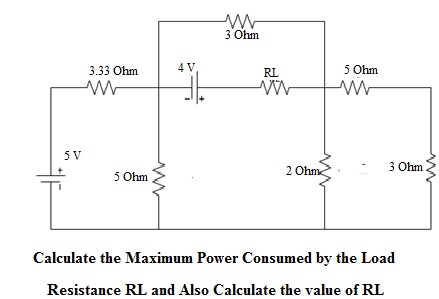 3 Ohm
3.33 Ohm 4 V RL 5 Ohm
- +
5 V
+
-
5 Ohm 2 Ohm 3 Ohm
Calculate the Maximum Power Consumed by the Load
Resistance RL and Also Calculate the value of RL